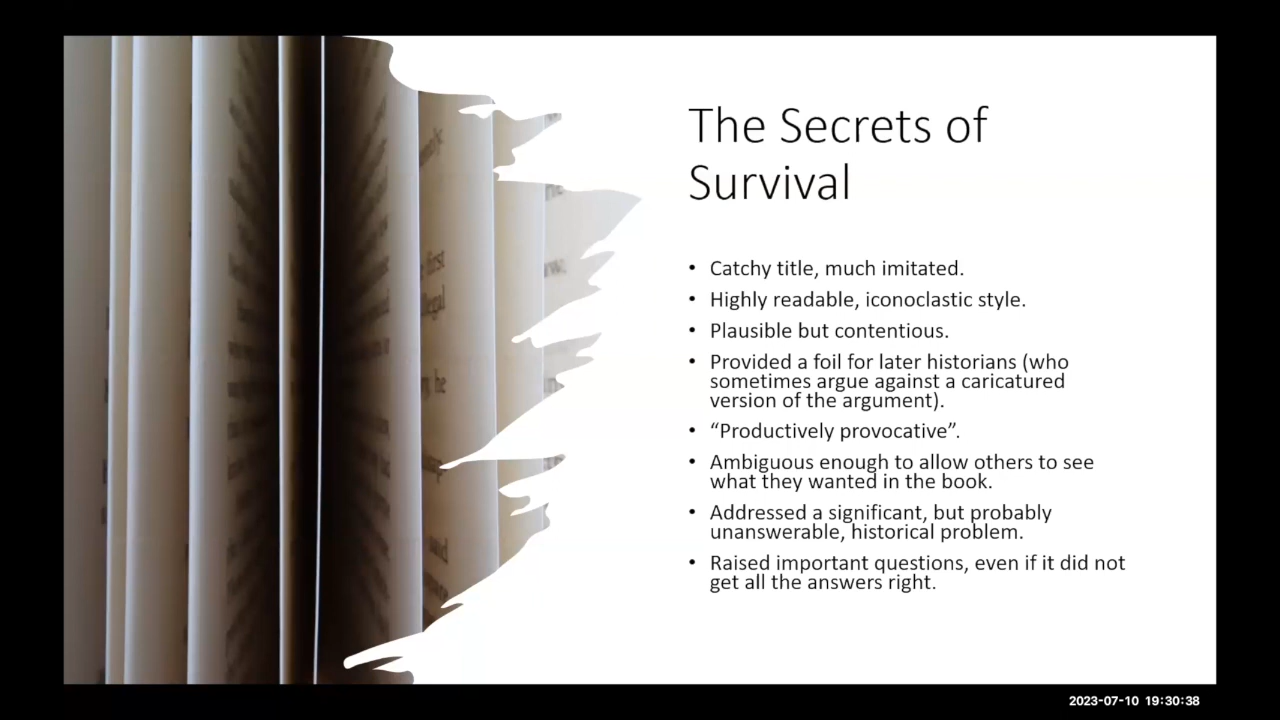 The Secrets of
Survival
• Catchy title, much imitated.
• Highly readable, iconoclastic style.
• Plausible but contentious.
• Provided a foil for later historians (who
sometimes argue against a caricatured
version of the argument).
• “Productively provocative”.
• Ambiguous enough to allow others to see
what they wanted in the book.
• Addressed a significant, but probably
unanswerable, historical problem.
• Raised important questions, even if it did not
get all the answers right.
2023-07-10 19:30:38